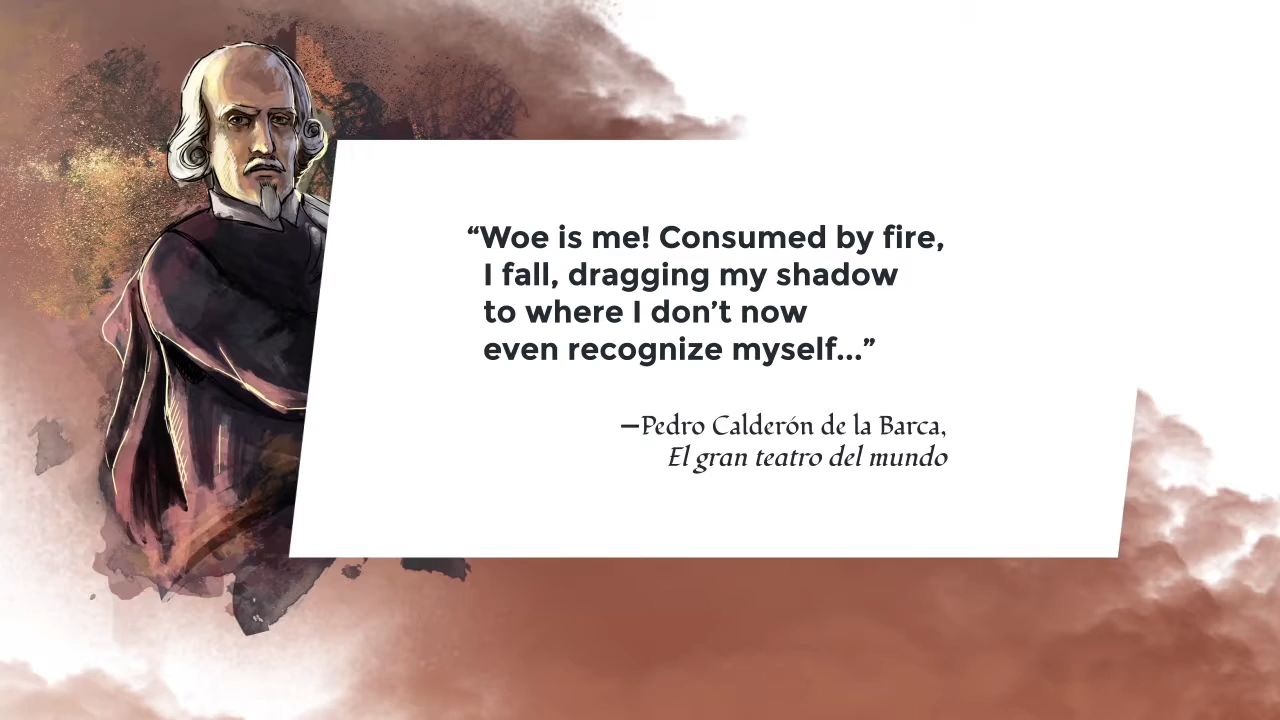 “Woe is me! Consumed by fire,
I fall, dragging my shadow
to where I don’t now
even recognize myself...”
—Pedro Calderón de la Barca,
El gran teatro del mundo